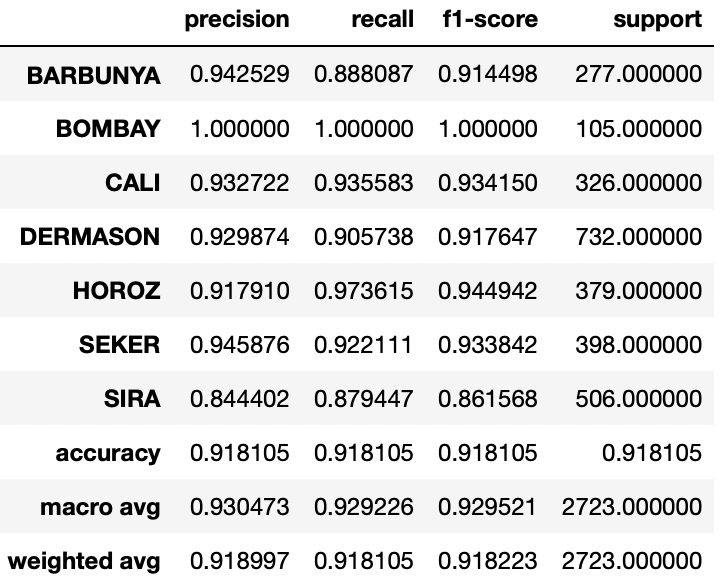 precision recall f1-score support
BARBUNYA 0.942529 0.888087 0.914498 277.000000
BOMBAY 1.000000 1.000000 1.000000 105.000000
CALI 0.932722 0.935583 0.934150 326.000000
DERMASON 0.929874 0.905738 0.917647 732.000000
HOROZ 0.917910 0.973615 0.944942 379.000000
SEKER 0.945876 0.922111 0.933842 398.000000
SIRA 0.844402 0.879447 0.861568 506.000000
accuracy 0.918105 0.918105 0.918105 0.918105
macro avg 0.930473 0.929226 0.929521 2723.000000
weighted avg 0.918997 0.918105 0.918223 2723.000000